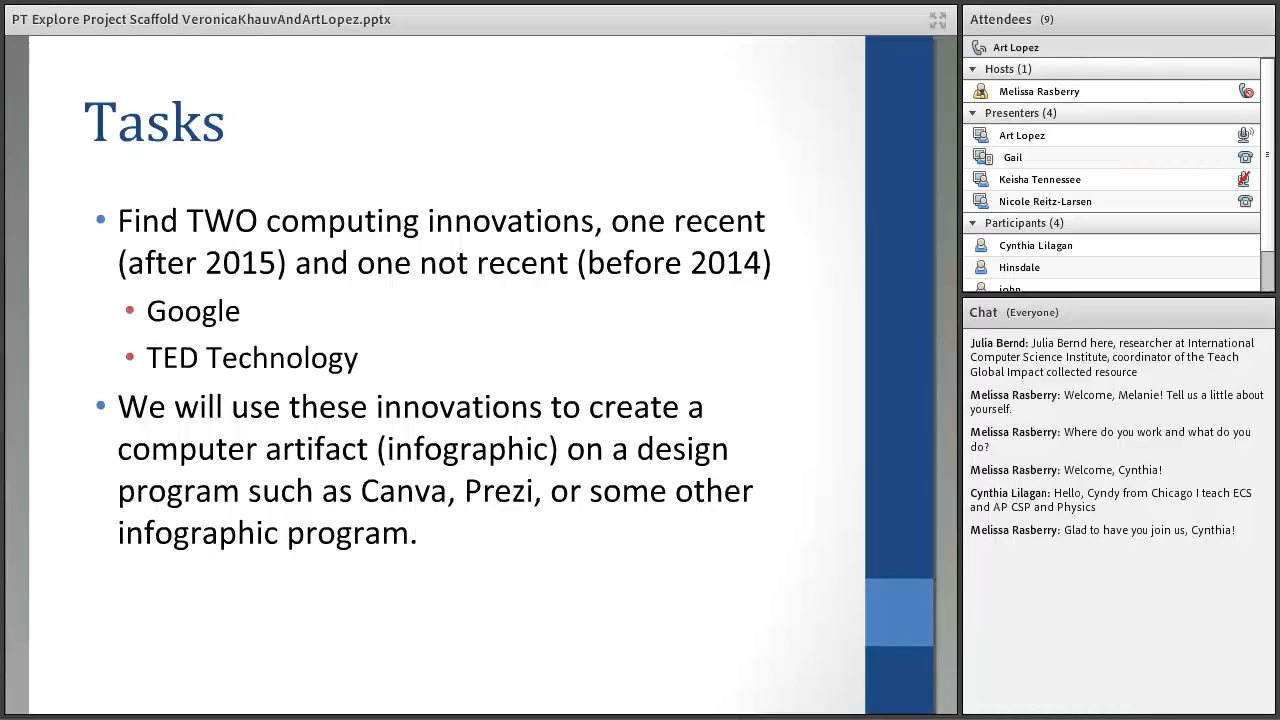 PT Explore Project Scaffold VeronicaKhauvAndArtLopez.pptx
Tasks
• Find TWO computing innovations, one recent
(after 2015) and one not recent (before 2014)
• Google
• TED Technology
• We will use these innovations to create a
computer artifact (infographic) on a design
program such as Canva, Prezi, or some other
infographic program.
Attendees (9)
Art Lopez
Hosts (1)
Melissa Rasberry
Presenters (4)
Art Lopez
Gail
Keisha Tennessee
Nicole Reitz-Larsen
Participants (4)
Cynthia Lilagan
Hinsdale
john
Chat (Everyone)
Julia Bernd: Julia Bernd here, researcher at International
Computer Science Institute, coordinator of the Teach
Global Impact collected resource
Melissa Rasberry: Welcome, Melanie! Tell us a little about
yourself.
Melissa Rasberry: Where do you work and what do you
do?
Melissa Rasberry: Welcome, Cynthia!
Cynthia Lilagan: Hello, Cyndy from Chicago I teach ECS
and AP CSP and Physics
Melissa Rasberry: Glad to have you join us, Cynthia!